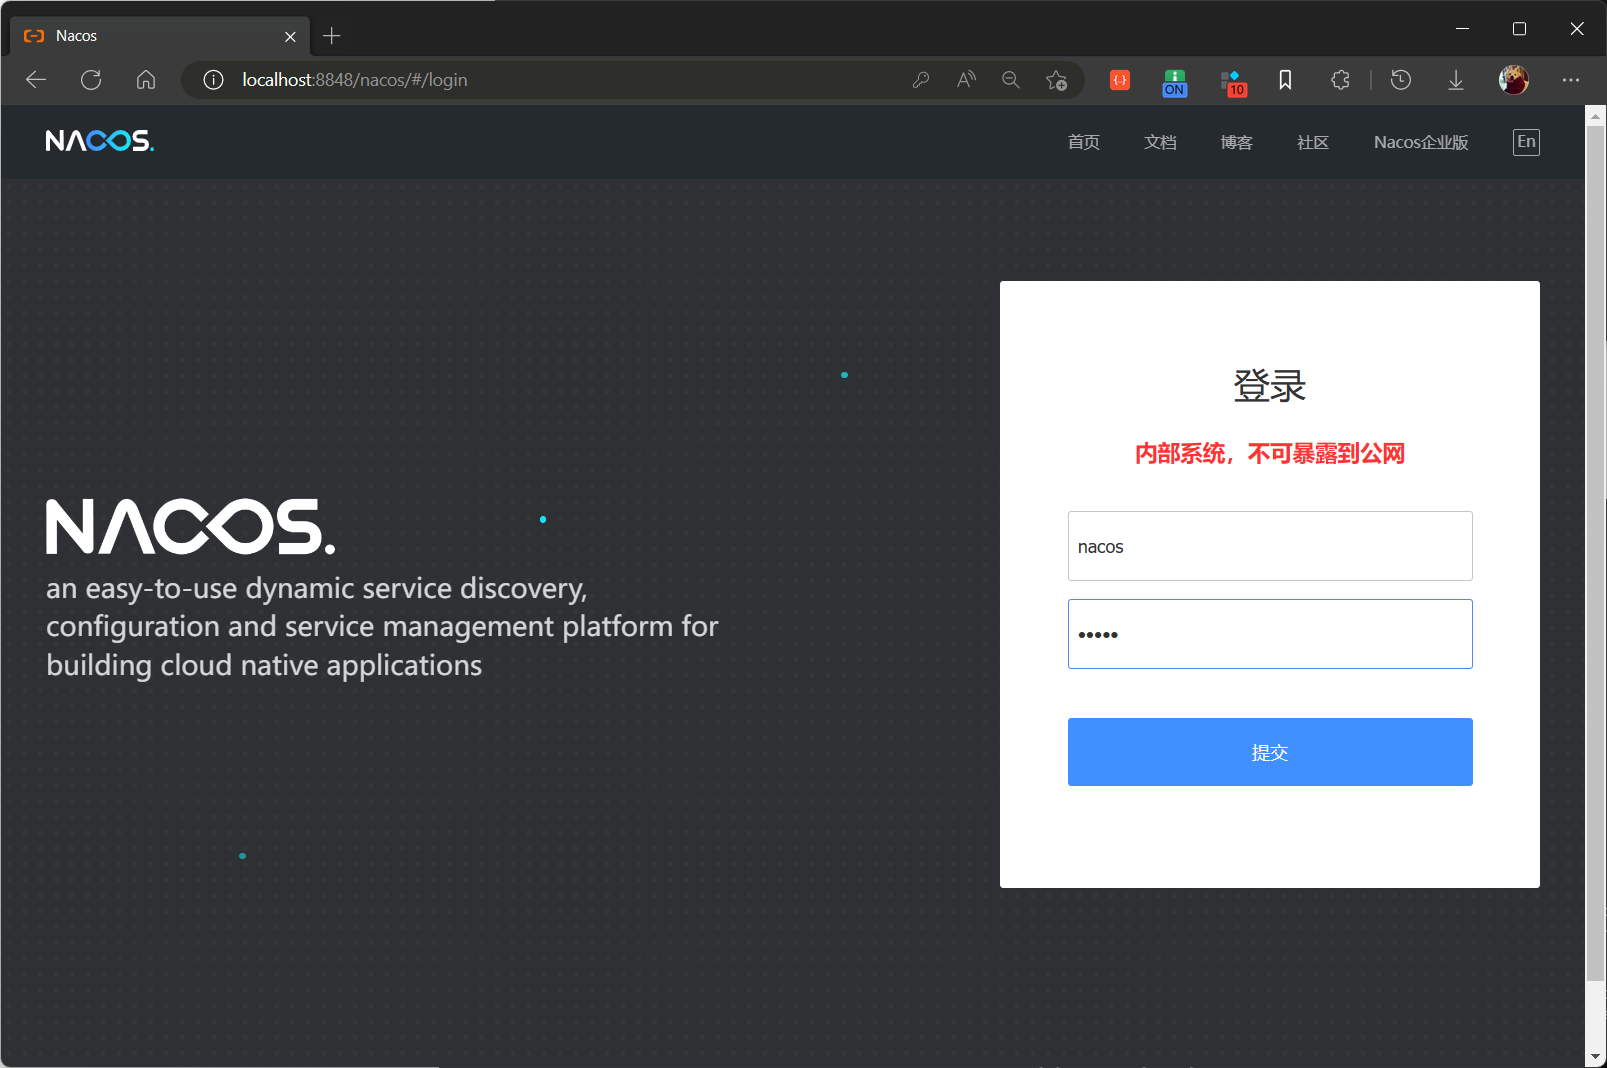 Nacos
localhost:8848/nacos/#/login
ON
10
NACOS.
首页
文档
博客
社区
Nacos企业版
En
登录
内部系统，不可暴露到公网
nacos
•••••
提交
NACOS.
an easy-to-use dynamic service discovery,
configuration and service management platform for
building cloud native applications